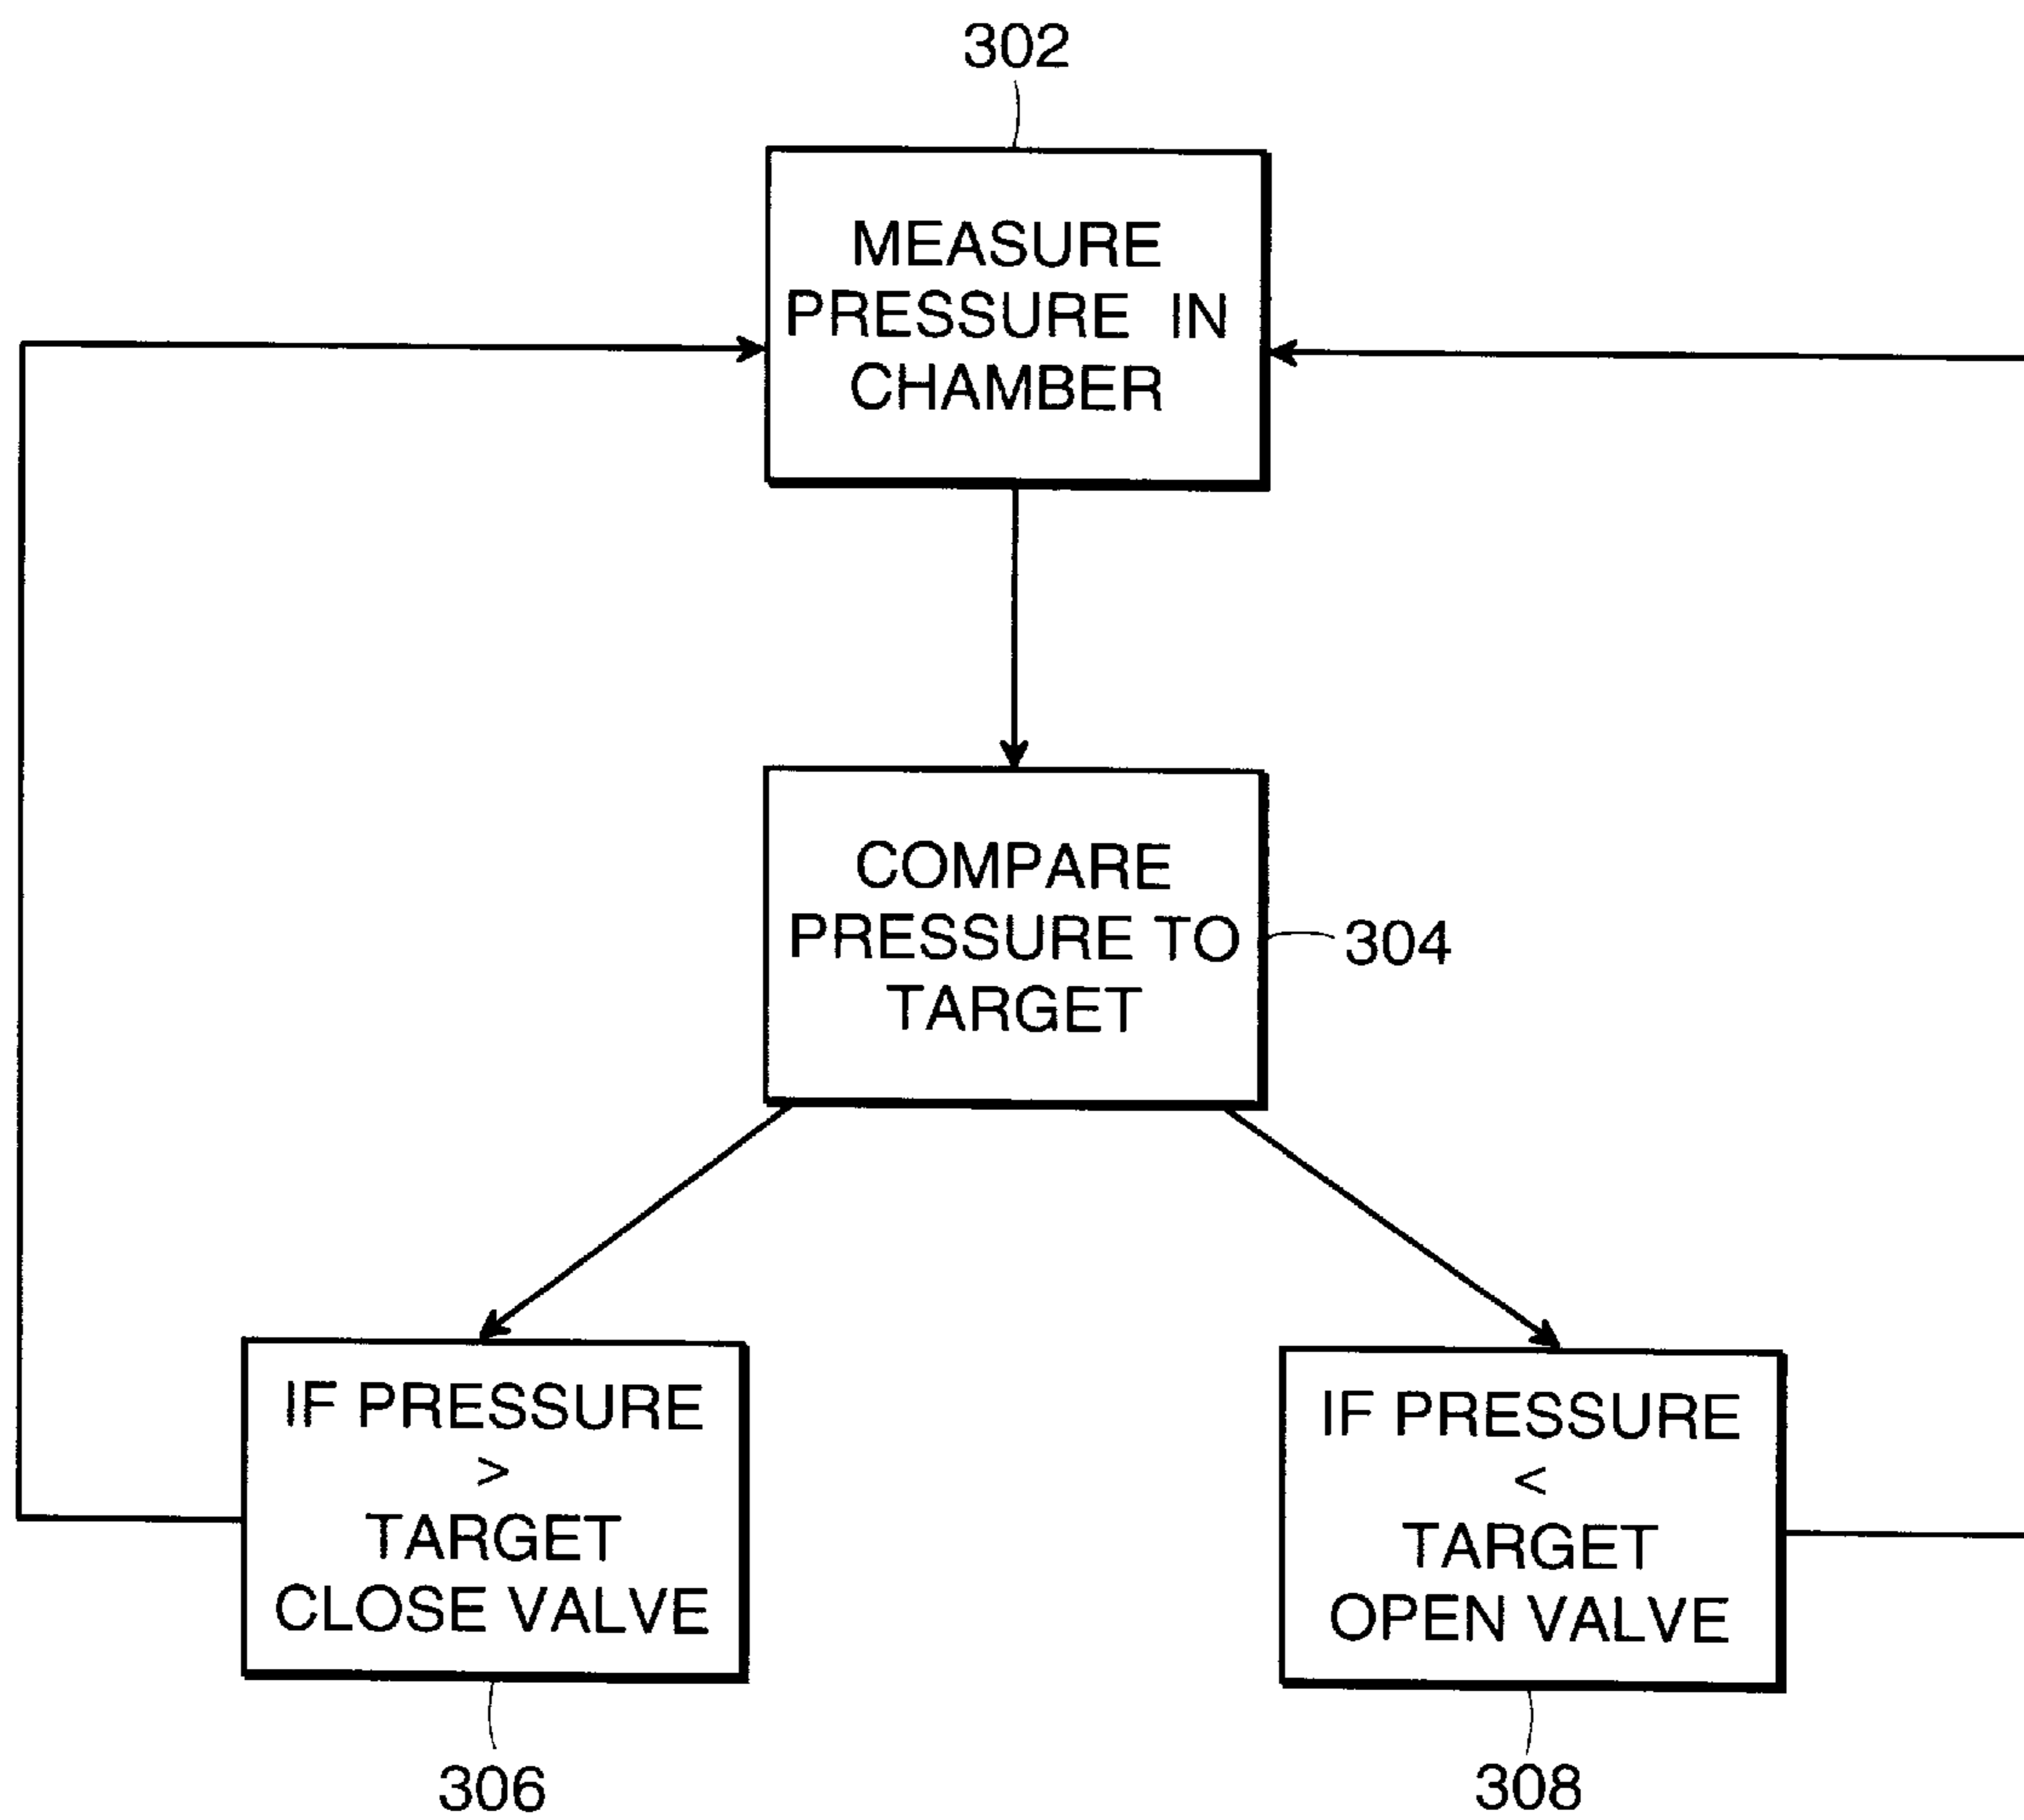 302
MEASURE
PRESSURE IN
CHAMBER
COMPARE
PRESSURE TO
TARGET
304
IF PRESSURE
>
TARGET
CLOSE VALVE
306
IF PRESSURE
<
TARGET
OPEN VALVE
308